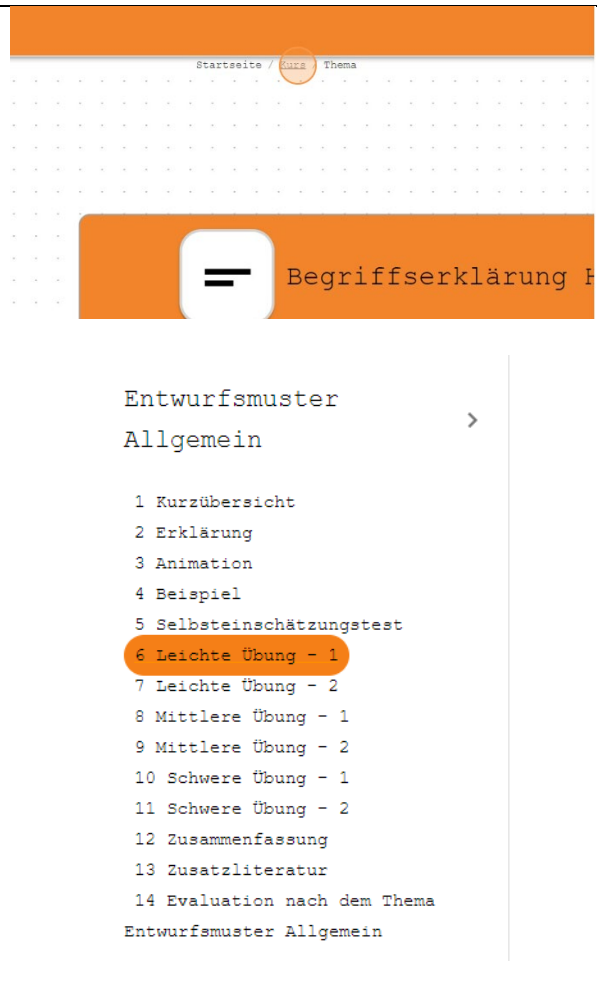 Startseite / Kurs / Thema
Begriffserklärung H
Entwurfsmuster
Allgemein
1 Kurzübersicht
2 Erklärung
3 Animation
4 Beispiel
5 Selbsteinschätzungstest
6 Leichte Übung - 1
7 Leichte Übung - 2
8 Mittlere Übung - 1
9 Mittlere Übung - 2
10 Schwere Übung - 1
11 Schwere Übung - 2
12 Zusammenfassung
13 Zusatzliteratur
14 Evaluation nach dem Thema
Entwurfsmuster Allgemein